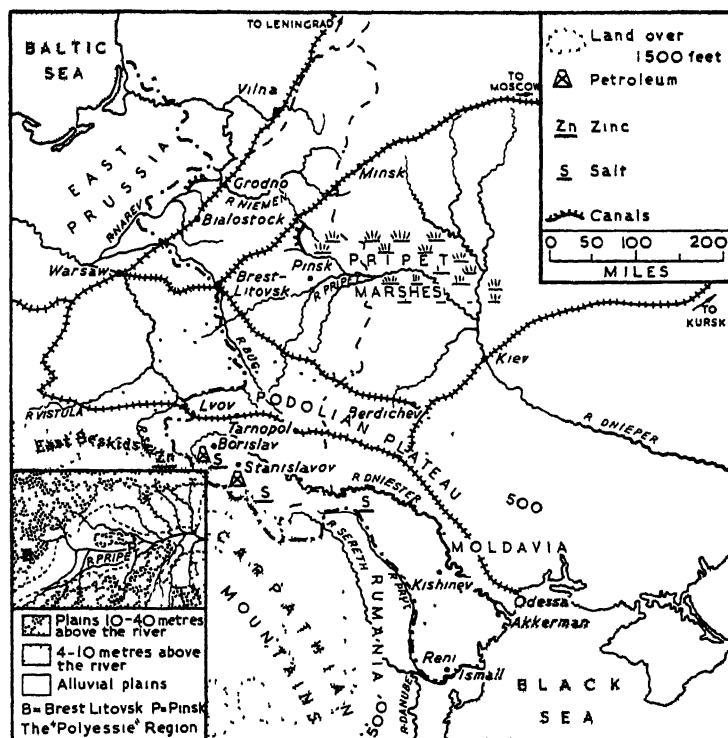 TO LENINGRAD
BALTIC
SEA
Vilna
TO
MOSCOW
Land over
1500 feet
Petroleum
Zn Zinc
S Salt
Canals
0 50 100 200
MILES
EAST
PRUSSIA
Grodno
R NIEMEN
Minsk
R NAREV
Bialostock
Warsaw
Brest-
Litovsk
Pinsk
PRIPET
R PRIPET
MARSHES
TO
KURSK
R. BUG.
Kiev
R VISTULA
Lvov
PODOLIAN
PLATEAU
Berdichev
R DNIEPER
East Beskids
Tarnopol
Zn
S
Borislav
Stanislavov
S
R DNIESTER
S
500
MOLDAVIA
R SERETH
R PRUT
CARPATHIAN
MOUNTAINS
RUMANIA
Kishinev
Odessa
Akkerman
Reni
Ismail
500
R DANUBE
BLACK
SEA
R PRIPET
Plains 10-40 metres
above the river
4-10 metres above
the river
Alluvial plains
B= Brest Litovsk P=Pinsk
The "Polyessie" Region